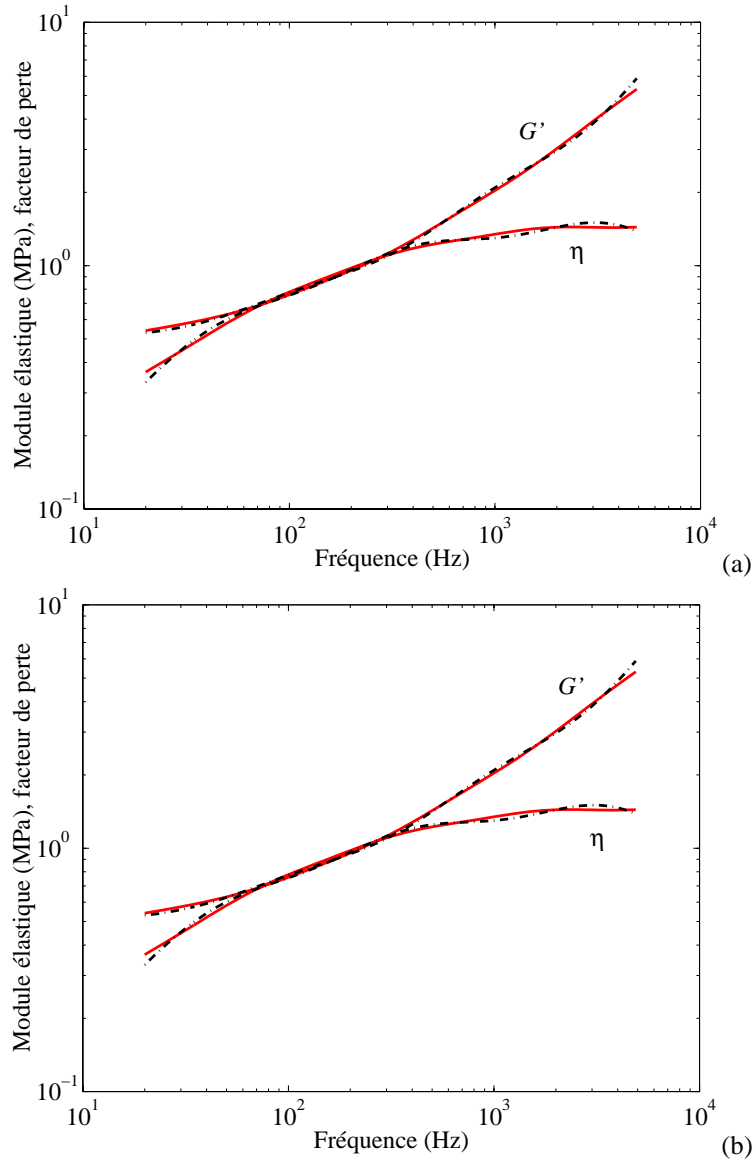 10^1
10^0
10^-1
Module élastique (MPa), facteur de perte
G’
η
10^1
10^2
10^3
10^4
Fréquence (Hz)
(a)
10^1
10^0
10^-1
Module élastique (MPa), facteur de perte
G’
η
10^1
10^2
10^3
10^4
Fréquence (Hz)
(b)